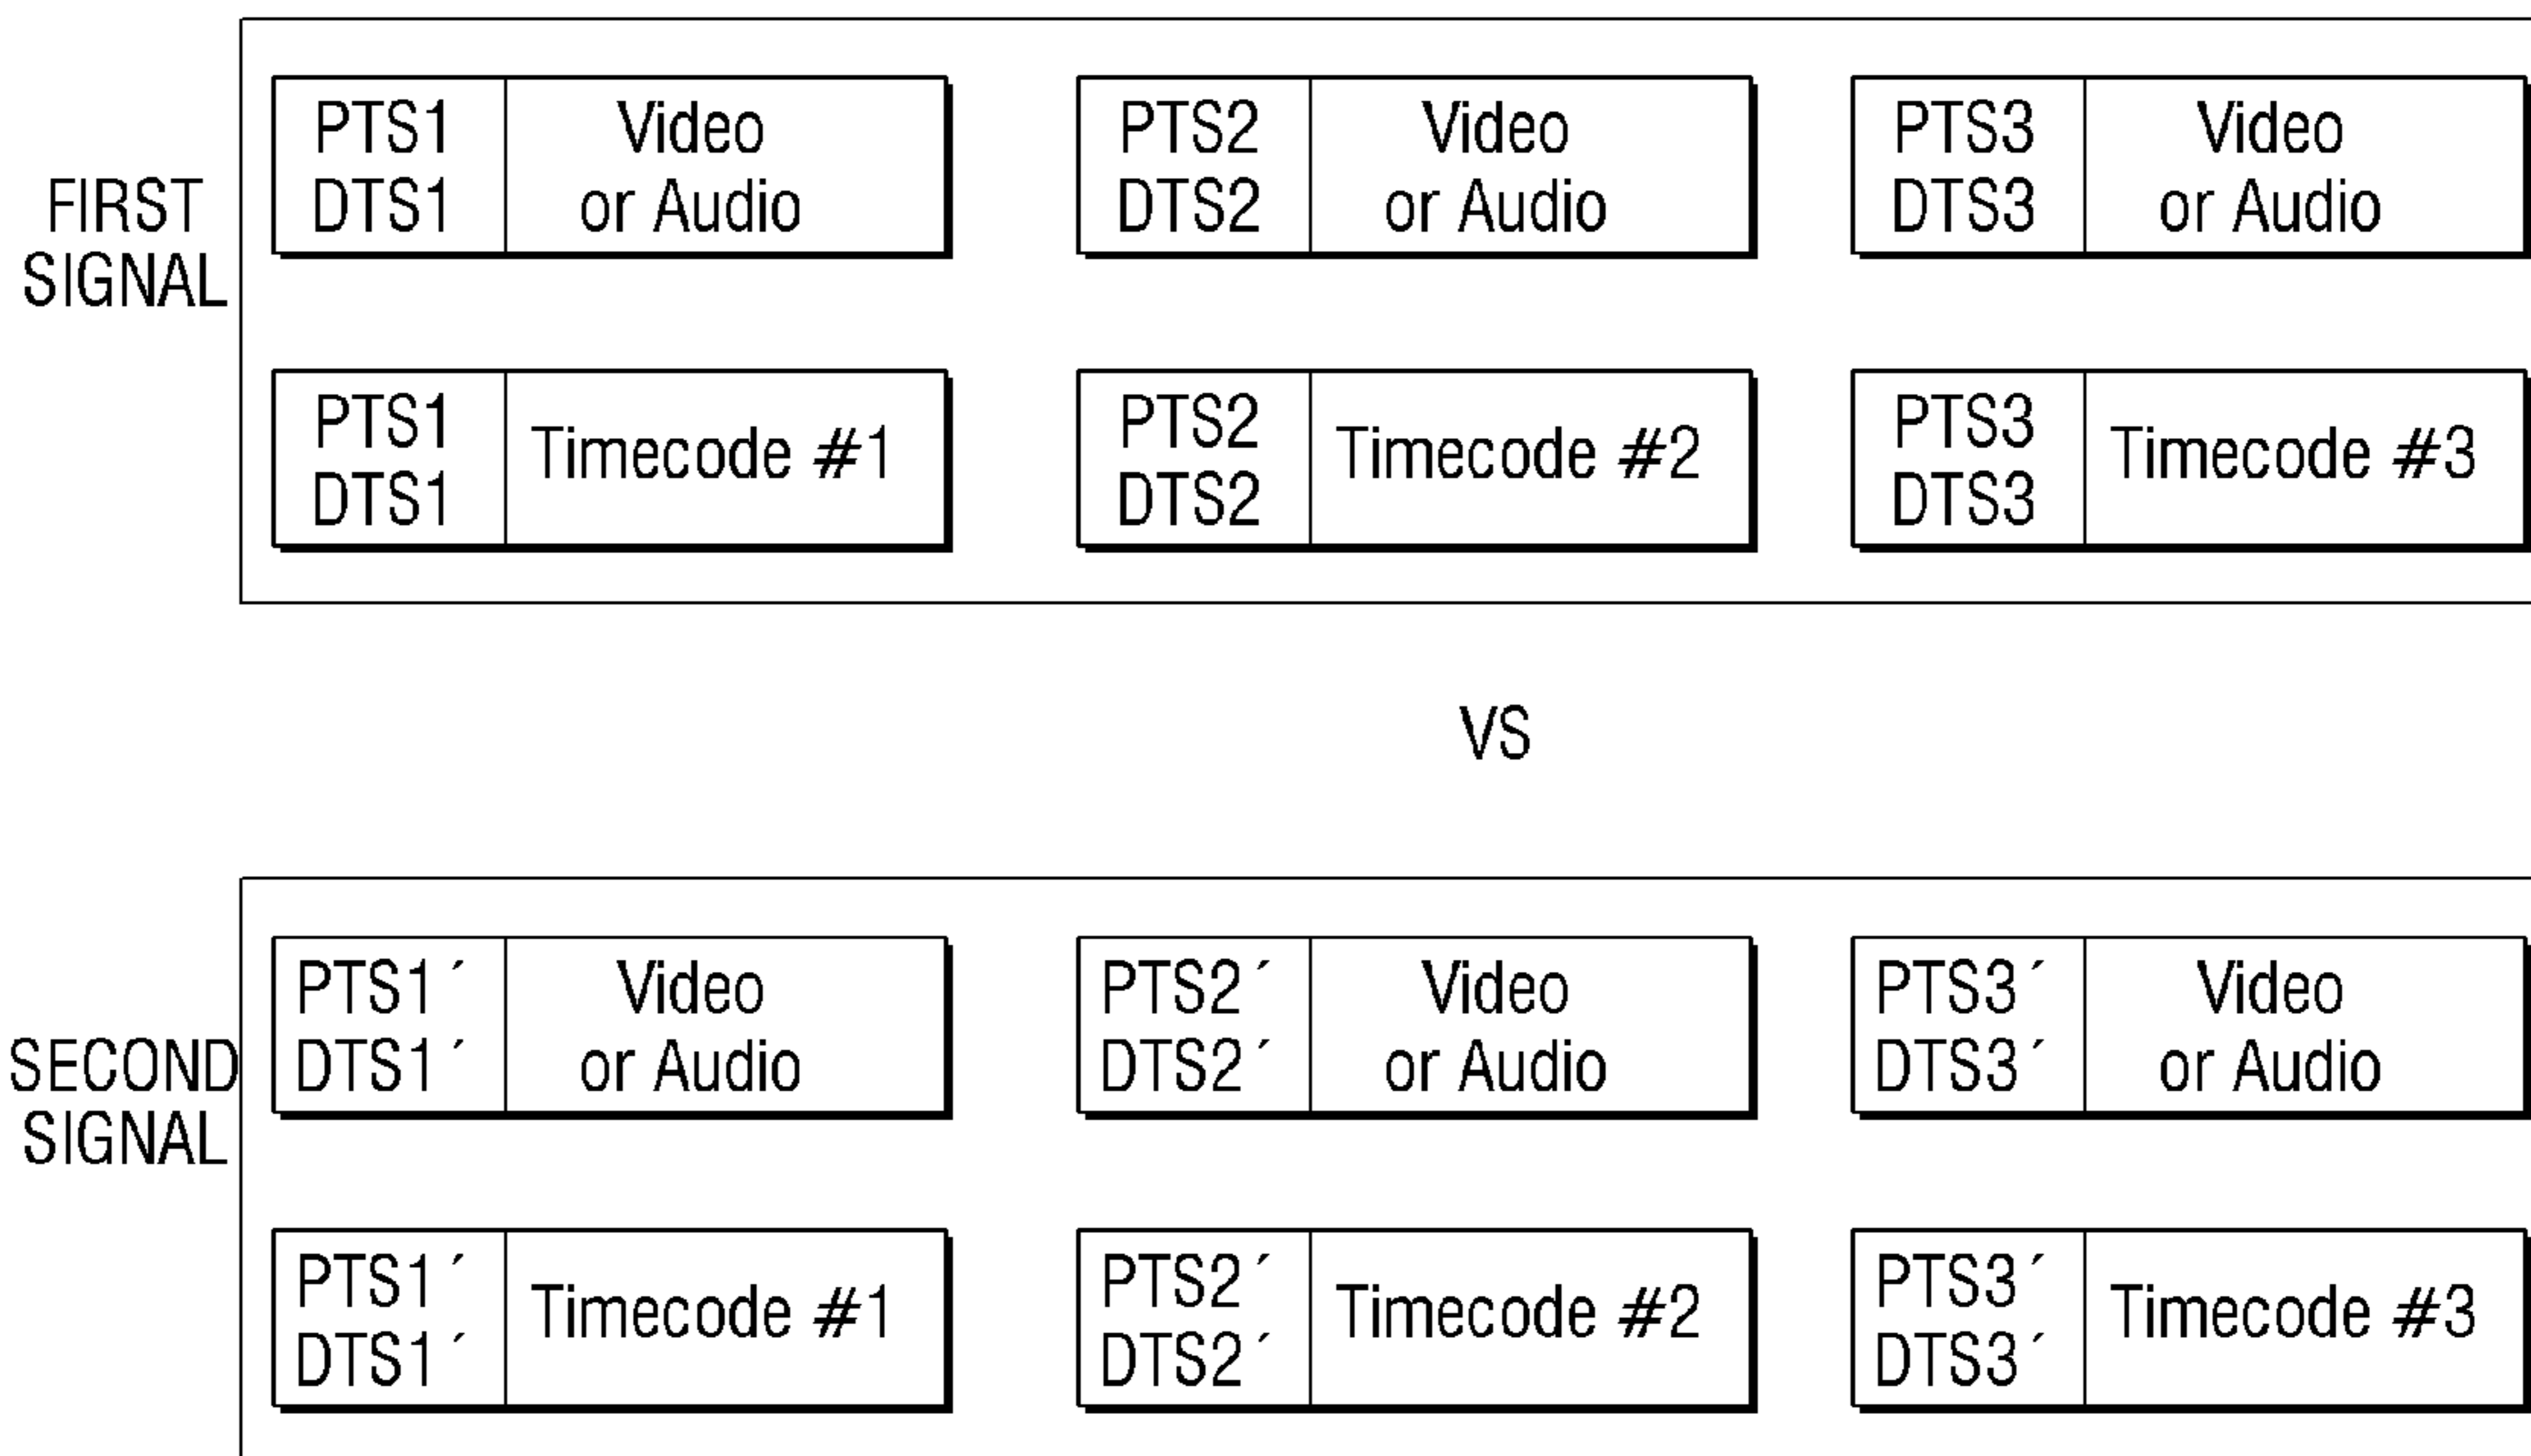 FIRST
SIGNAL
PTS1
DTS1
Video
or Audio
PTS2
DTS2
Video
or Audio
PTS3
DTS3
Video
or Audio
PTS1
DTS1
Timecode #1
PTS2
DTS2
Timecode #2
PTS3
DTS3
Timecode #3
VS
SECOND
SIGNAL
PTS1´
DTS1´
Video
or Audio
PTS2´
DTS2´
Video
or Audio
PTS3´
DTS3´
Video
or Audio
PTS1´
DTS1´
Timecode #1
PTS2´
DTS2´
Timecode #2
PTS3´
DTS3´
Timecode #3